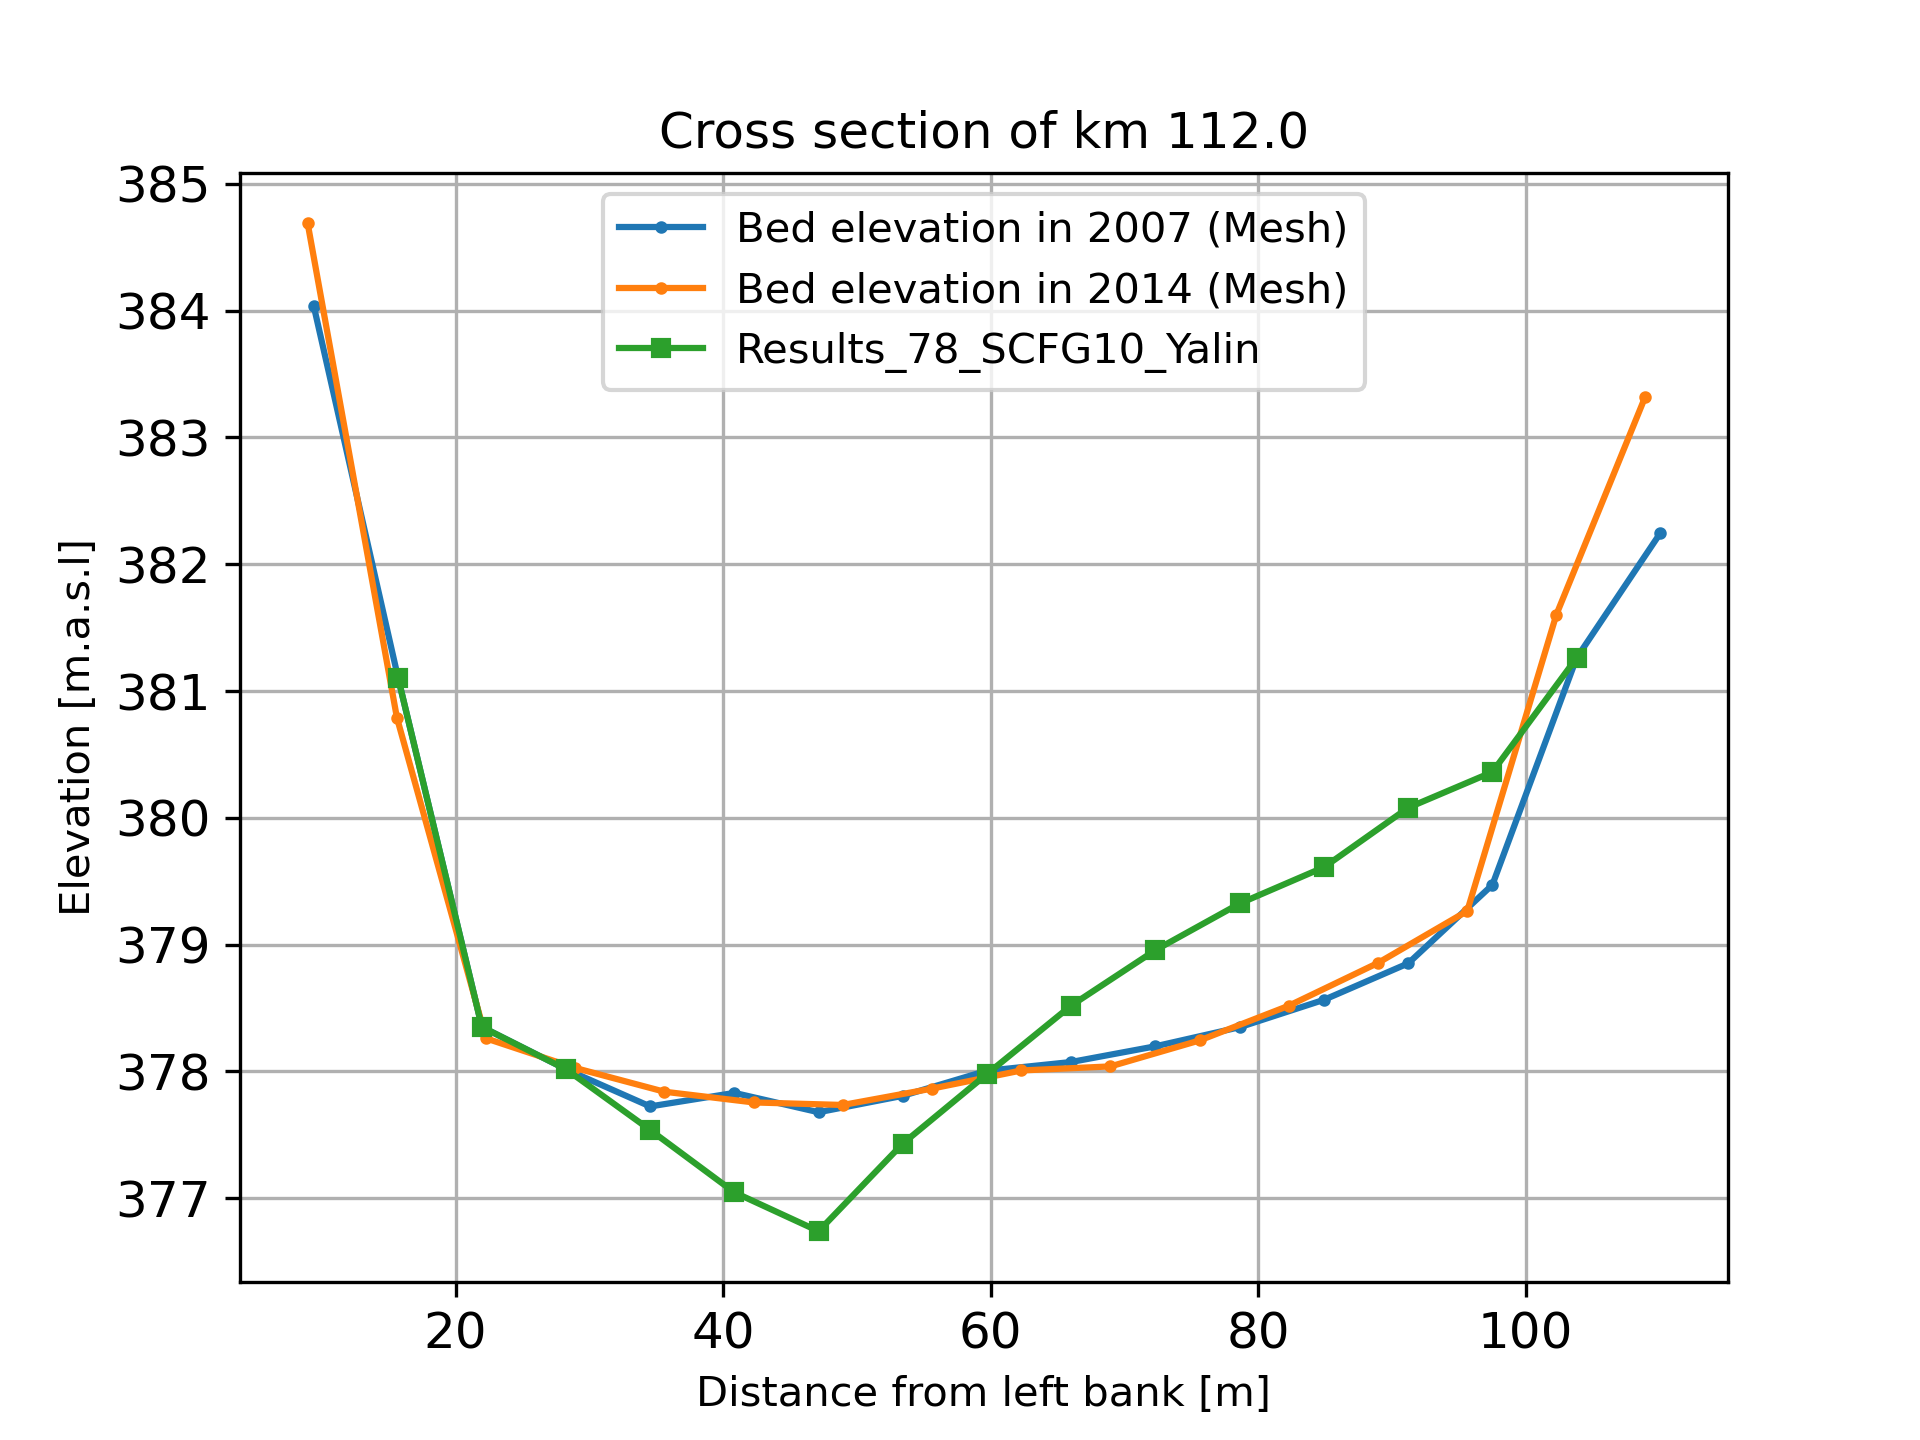 Cross section of km 112.0
Bed elevation in 2007 (Mesh)
Bed elevation in 2014 (Mesh)
Results_78_SCFG10_Yalin
385
384
383
382
381
380
379
378
377
Elevation [m.a.s.l]
20 40 60 80 100
Distance from left bank [m]